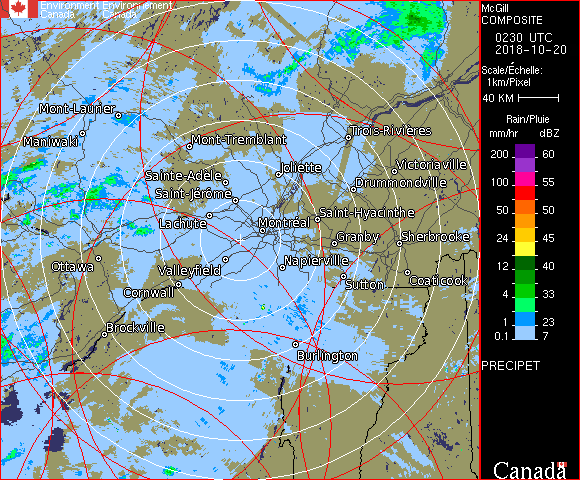 Environment Environnement
Canada Canada
Mont-Laurier
Maniwaki
Mont-Tremblant
Trois-Rivières
Sainte-Adèle
Joliette
Victoriaville
Saint-Jérôme
Drummondville
Lachute
Montréal
Saint-Hyacinthe
Granby
Sherbrooke
Ottawa
Valleyfield
Napierville
Cornwall
Sutton
Coaticook
Brockville
Burlington
McGill
COMPOSITE
0230 UTC
2018-10-20
Scale/Échelle:
1km/Pixel
40 KM
Rain/Pluie
mm/hr dBZ
200 60
100 55
50 50
24 45
12 40
4 33
1 23
0.1 7
PRECIPET
Canada